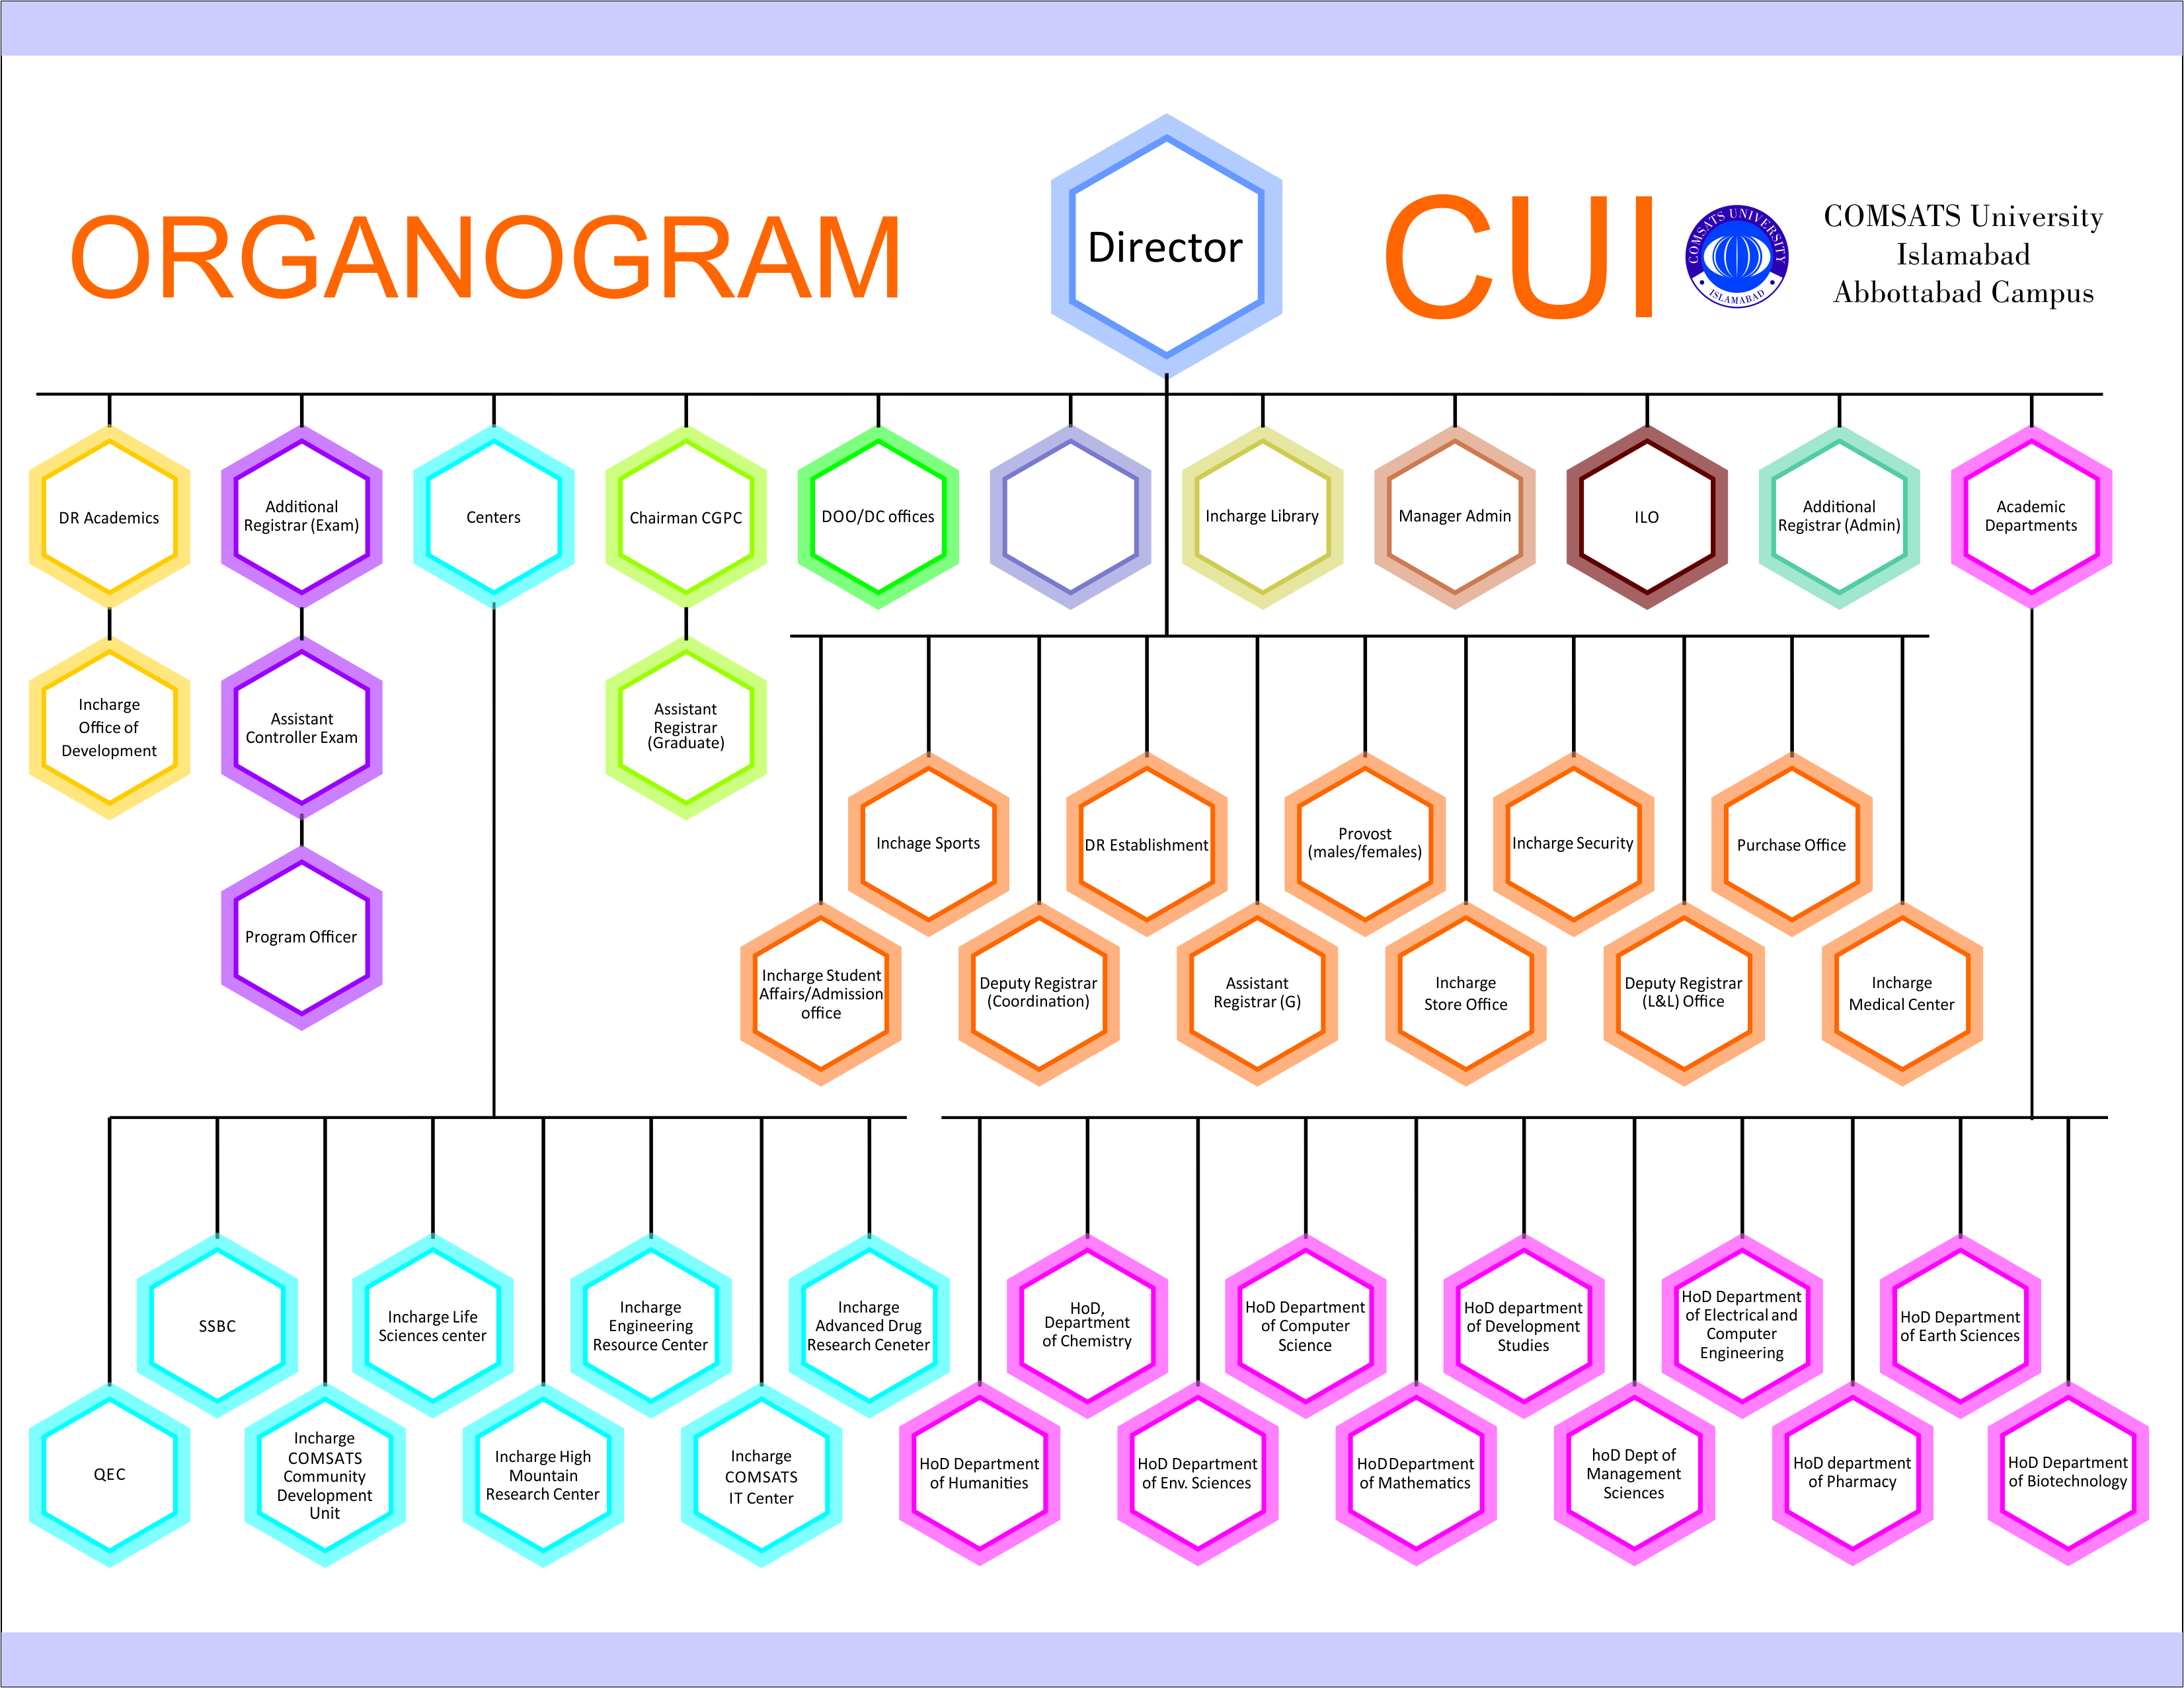 ORGANOGRAM
Director
CUI
COMSATS UNIVERSITY
ISLAMABAD
COMSATS University
Islamabad
Abbottabad Campus
DR Academics
Additional
Registrar (Exam)
Centers
Chairman CGPC
DOO/DC offices
Incharge Library
Manager Admin
ILO
Additional
Registrar (Admin)
Academic
Departments
Incharge
Office of
Development
Assistant
Controller Exam
Assistant
Registrar
(Graduate)
Program Officer
Inchage Sports
DR Establishment
Provost
(males/females)
Incharge Security
Purchase Office
Incharge Student
Affairs/Admission
office
Deputy Registrar
(Coordination)
Assistant
Registrar (G)
Incharge
Store Office
Deputy Registrar
(L&L) Office
Incharge
Medical Center
SSBC
Incharge Life
Sciences center
Incharge
Engineering
Resource Center
Incharge
Advanced Drug
Research Ceneter
HoD,
Department
of Chemistry
HoD Department
of Computer
Science
HoD department
of Development
Studies
HoD Department
of Electrical and
Computer
Engineering
HoD Department
of Earth Sciences
QEC
Incharge
COMSATS
Community
Development
Unit
Incharge High
Mountain
Research Center
Incharge
COMSATS
IT Center
HoD Department
of Humanities
HoD Department
of Env. Sciences
HoD Department
of Mathematics
hoD Dept of
Management
Sciences
HoD department
of Pharmacy
HoD Department
of Biotechnology